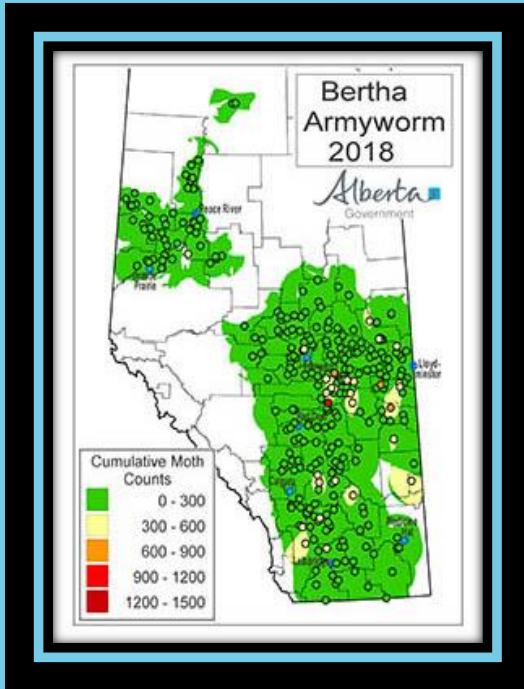 Bertha
Armyworm
2018
Alberta
Government
Peace River
Prairie
Lloyd-
minster
Cumulative Moth
Counts
0 - 300
300 - 600
600 - 900
900 - 1200
1200 - 1500